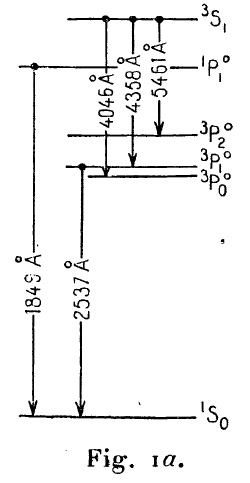 ³S₁
¹P₁°
4046Å
4358Å
5461Å
³P₂°
³P₁°
³P₀°
1849Å
2537Å
¹S₀
Fig. 1a.